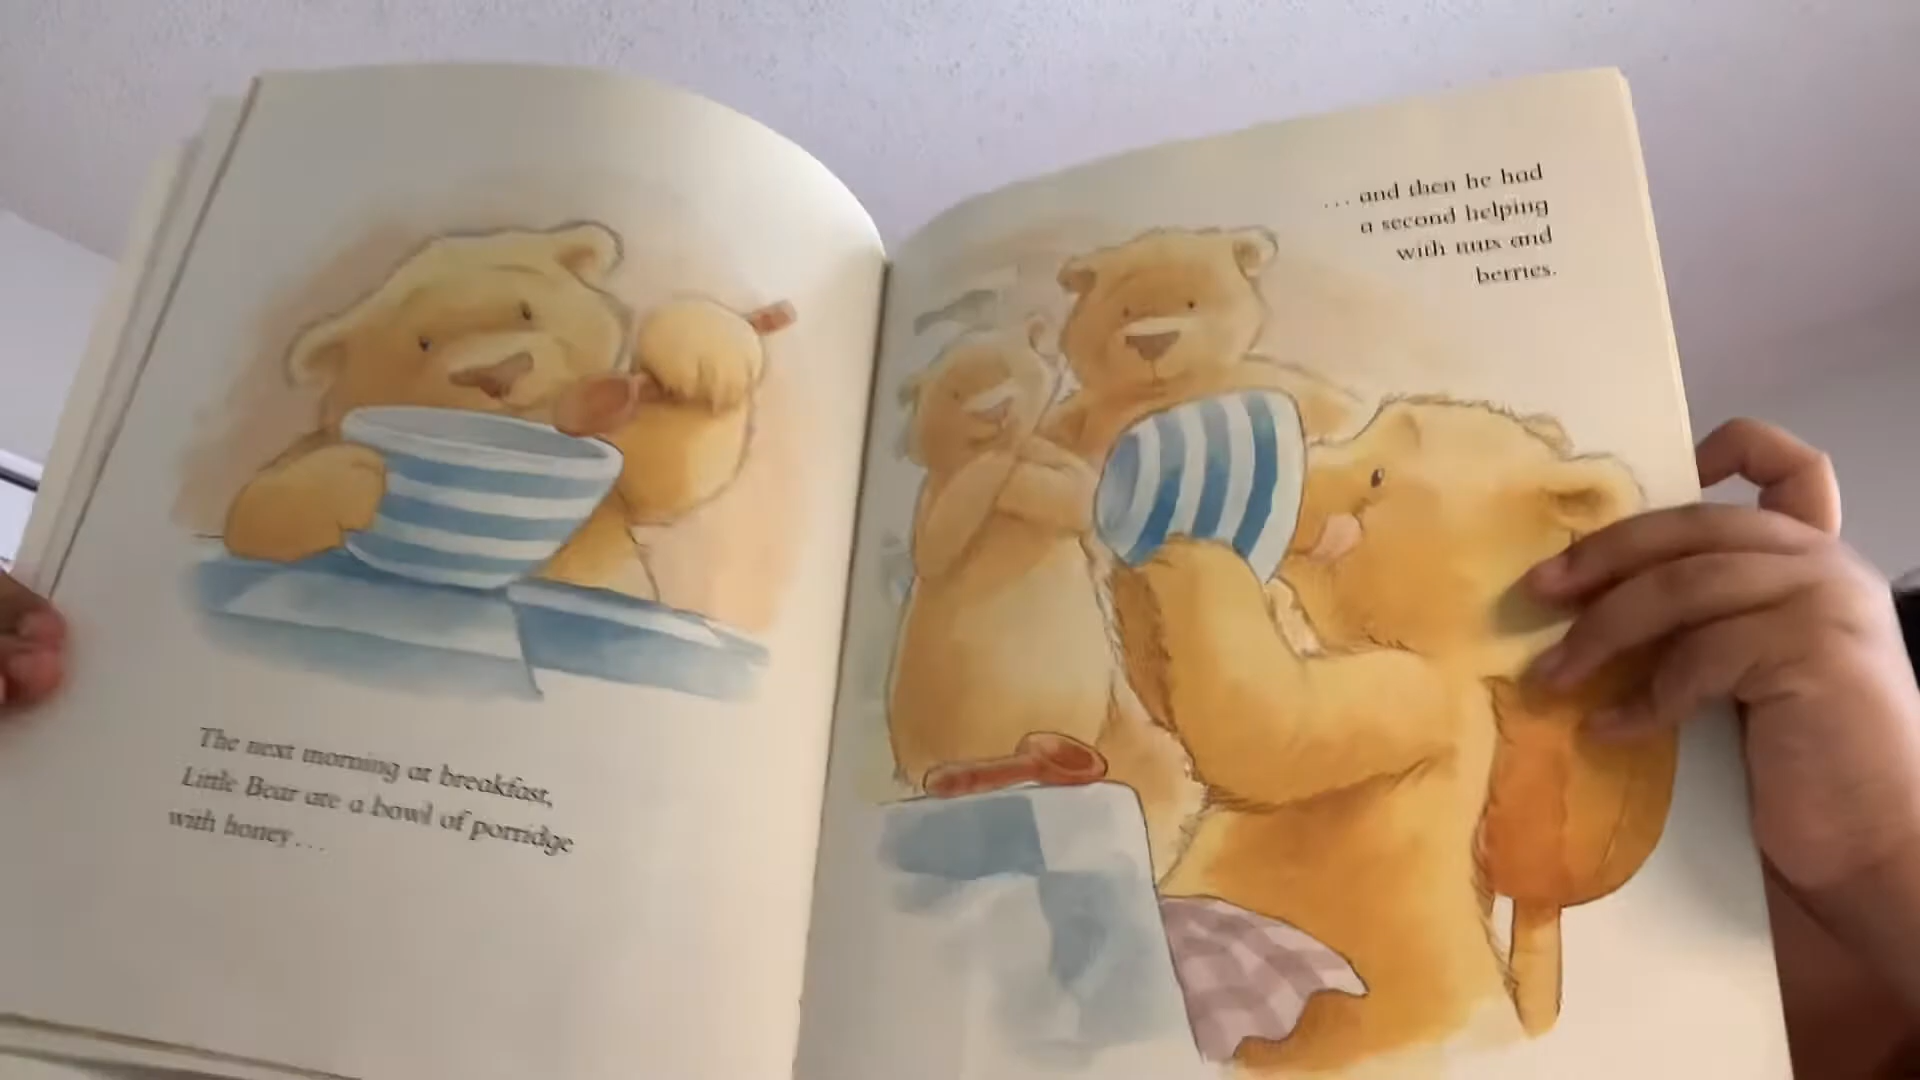 The next morning at breakfast,
Little Bear ate a bowl of porridge
with honey...
... and then he had
a second helping
with nuts and
berries.